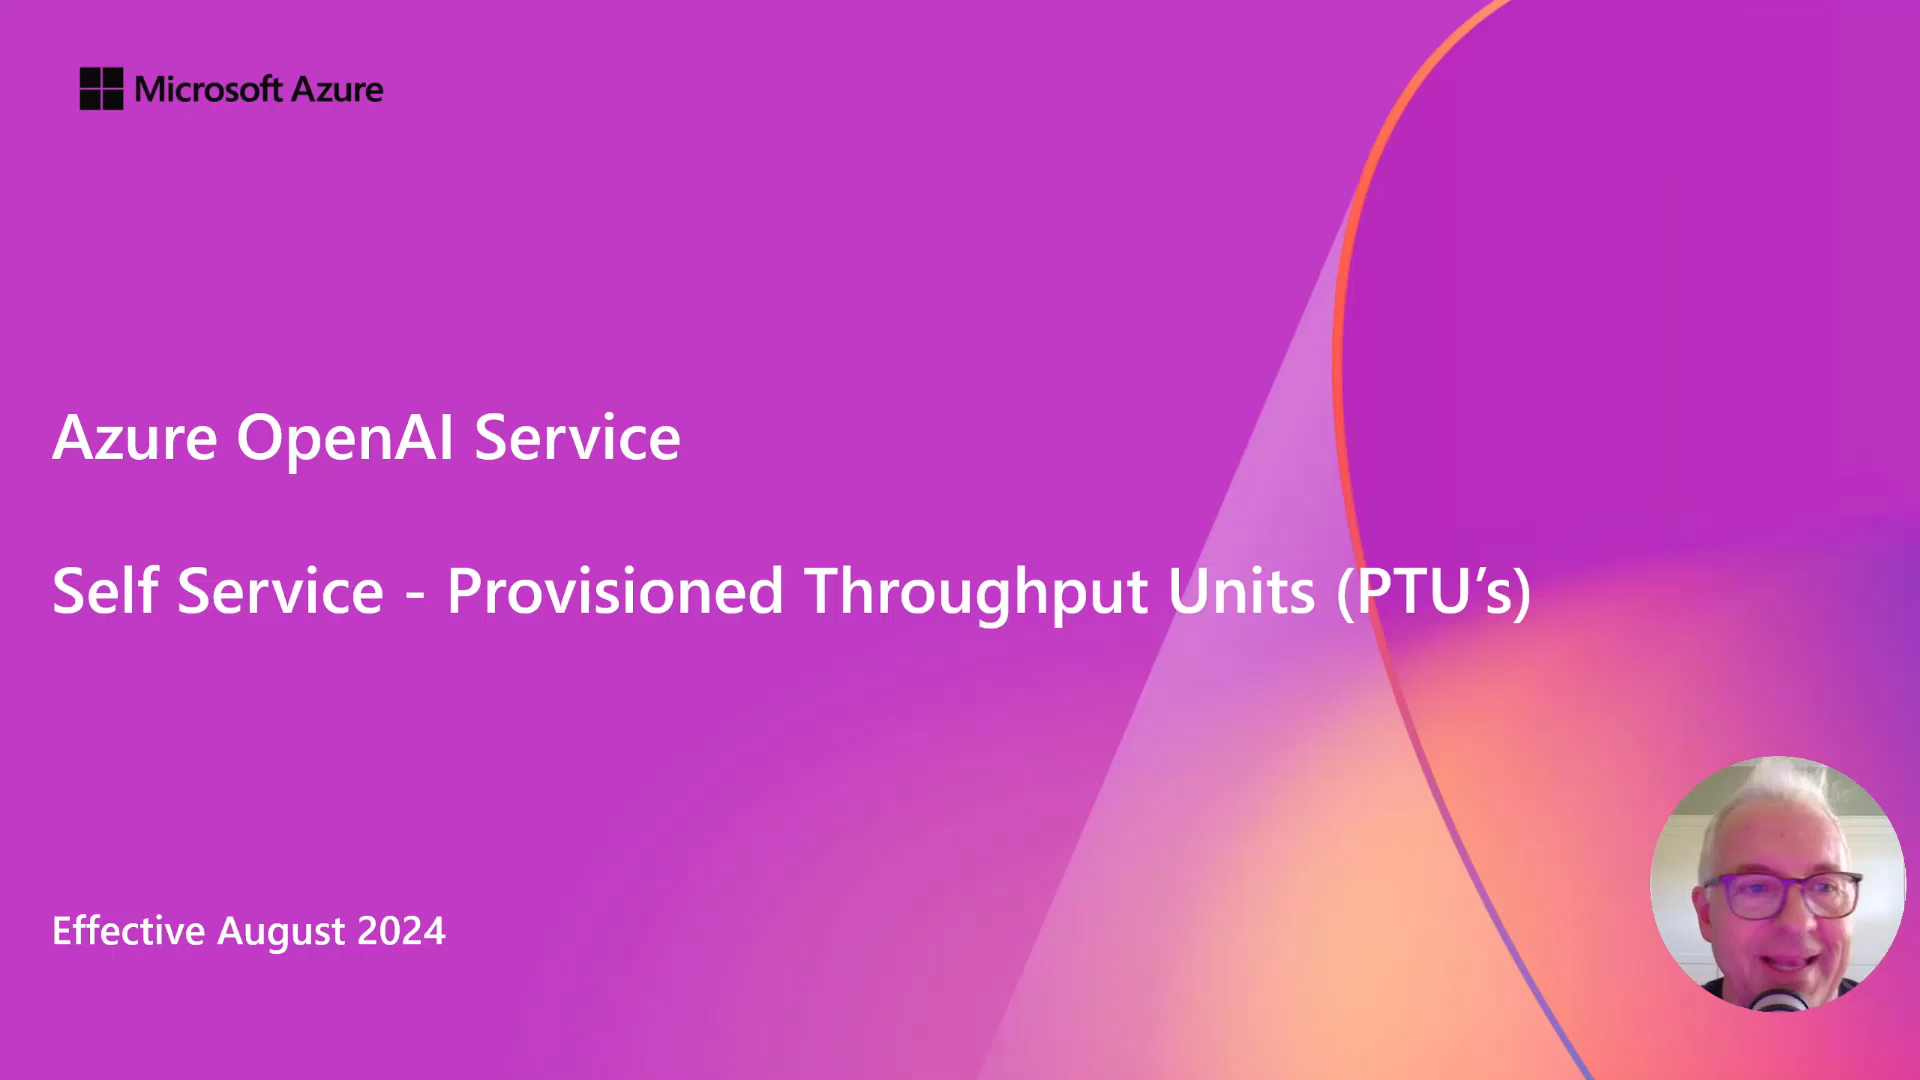 Microsoft Azure
Azure OpenAI Service
Self Service - Provisioned Throughput Units (PTU’s)
Effective August 2024